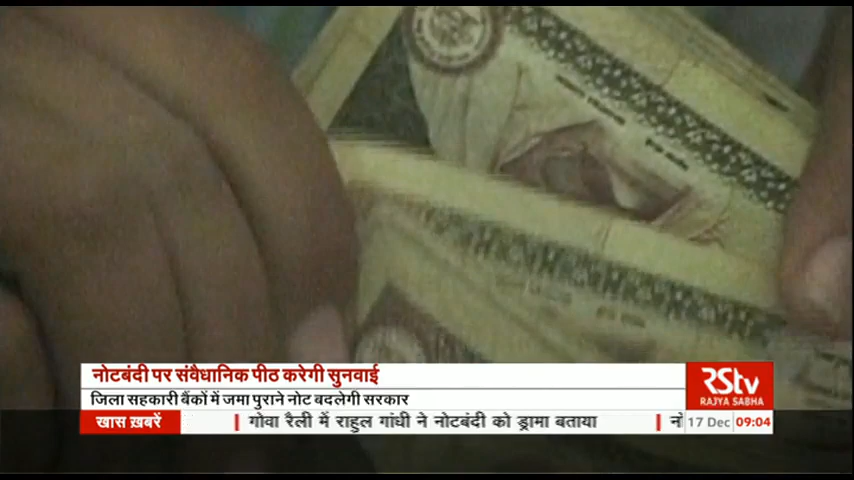 नोटबंदी पर संवैधानिक पीठ करेगी सुनवाई
जिला सहकारी बैंकों में जमा पुराने नोट बदलेगी सरकार
RStv
RAJYA SABHA
खास ख़बरें
गोवा रैली में राहुल गांधी ने नोटबंदी को ड्रामा बताया
17 Dec 09:04